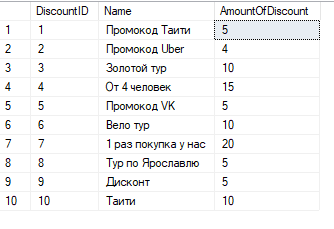 DiscountID Name AmountOfDiscount
1 1 Промокод Таити 5
2 2 Промокод Uber 4
3 3 Золотой тур 10
4 4 От 4 человек 15
5 5 Промокод VK 5
6 6 Вело тур 10
7 7 1 раз покупка у нас 20
8 8 Тур по Ярославлю 5
9 9 Дисконт 5
10 10 Таити 10